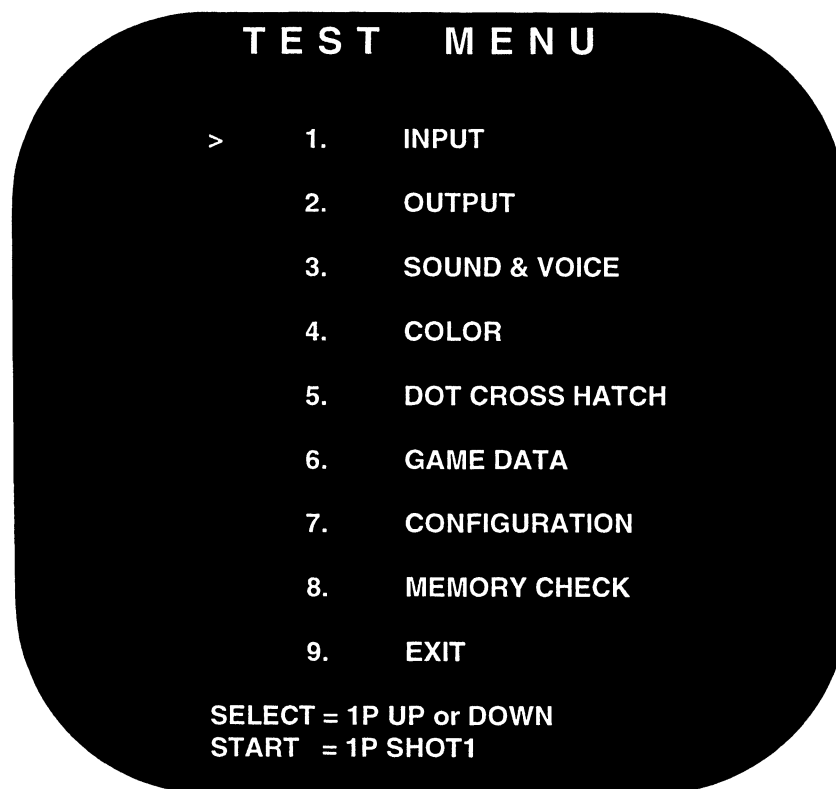 TEST MENU
> 1. INPUT
2. OUTPUT
3. SOUND & VOICE
4. COLOR
5. DOT CROSS HATCH
6. GAME DATA
7. CONFIGURATION
8. MEMORY CHECK
9. EXIT
SELECT = 1P UP or DOWN
START = 1P SHOT1